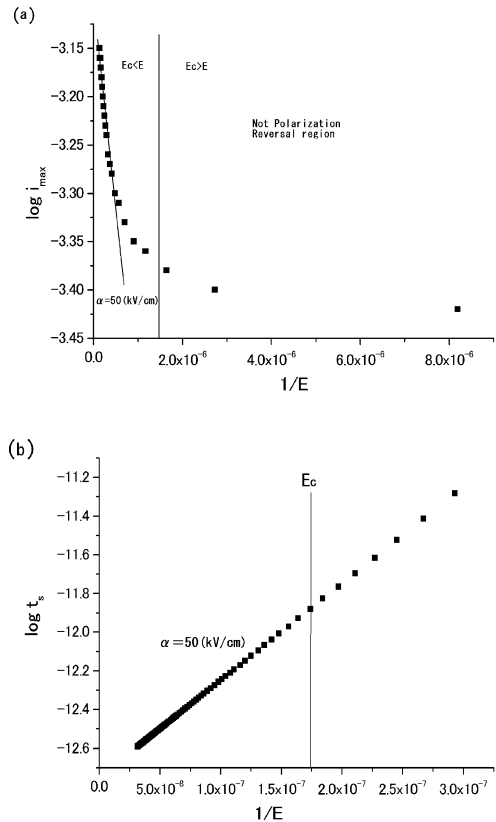 (a)
-3.15
-3.20
-3.25
-3.30
-3.35
-3.40
-3.45
log i_max
Ec<E
Ec>E
Not Polarization
Reversal region
α=50(kV/cm)
0.0
2.0x10⁻⁶
4.0x10⁻⁶
6.0x10⁻⁶
8.0x10⁻⁶
1/E
(b)
-11.2
-11.4
-11.6
-11.8
-12.0
-12.2
-12.4
-12.6
log t_s
Ec
α=50(kV/cm)
0.0
5.0x10⁻⁸
1.0x10⁻⁷
1.5x10⁻⁷
2.0x10⁻⁷
2.5x10⁻⁷
3.0x10⁻⁷
1/E